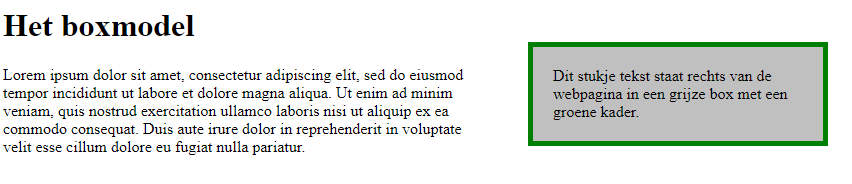 Het boxmodel
Lorem ipsum dolor sit amet, consectetur adipiscing elit, sed do eiusmod
tempor incididunt ut labore et dolore magna aliqua. Ut enim ad minim
veniam, quis nostrud exercitation ullamco laboris nisi ut aliquip ex ea
commodo consequat. Duis aute irure dolor in reprehenderit in voluptate
velit esse cillum dolore eu fugiat nulla pariatur.
Dit stukje tekst staat rechts van de
webpagina in een grijze box met een
groene kader.